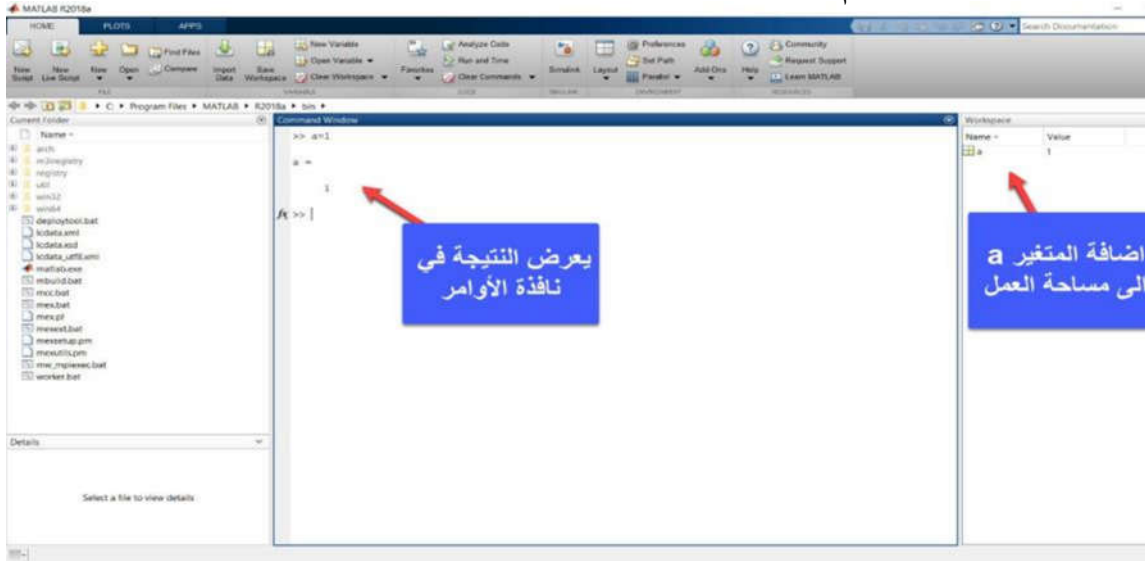 MATLAB R2018a
HOME PLOTS APPS
Search Documentation
New Script
New Live Script
New
Open
Find Files
Compare
Import Data
Save Workspace
New Variable
Open Variable
Clear Workspace
Favorites
Analyze Code
Run and Time
Clear Commands
Simulink
Layout
Preferences
Set Path
Parallel
Add-Ons
Help
Community
Request Support
Learn MATLAB
FILE VARIABLE CODE SIMULINK ENVIRONMENT RESOURCES
C: Program Files MATLAB R2018a bin
Current Folder
Name
arch
m3iregistry
registry
util
win32
win64
deploytool.bat
lcdata.xml
lcdata.xsd
lcdata_utf8.xml
matlab.exe
mbuild.bat
mcc.bat
mex.bat
mex.pl
mexext.bat
mexsetup.pm
mexutils.pm
mw_mpiexec.bat
worker.bat
Details
Select a file to view details
Command Window
>> a=1
a =
1
fx >>
يعرض النتيجة في
نافذة الأوامر
Workspace
Name Value
a 1
اضافة المتغير a
الى مساحة العمل